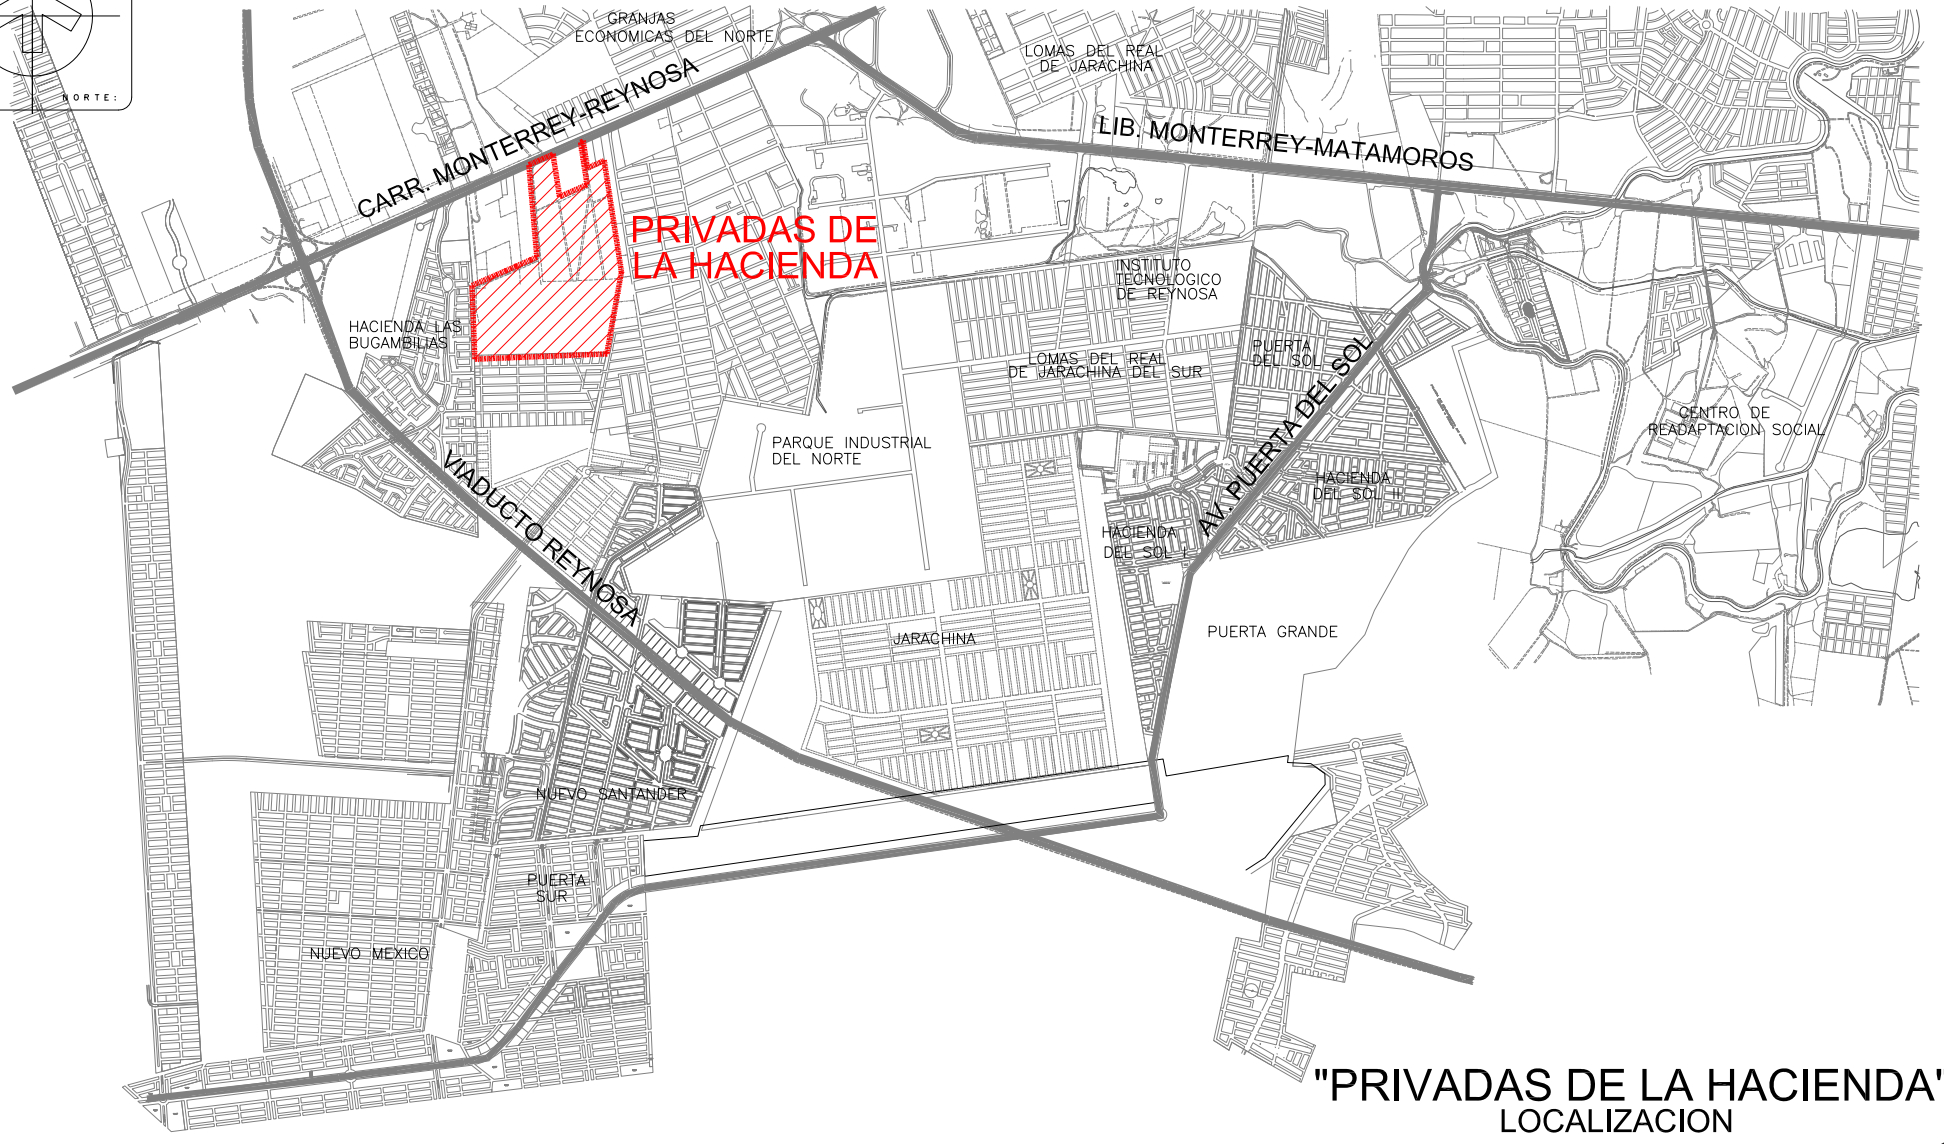 GRANJAS
ECONOMICAS DEL NORTE
LOMAS DEL REAL
DE JARACHINA
NORTE:
CARR. MONTERREY-REYNOSA
LIB. MONTERREY-MATAMOROS
PRIVADAS DE
LA HACIENDA
INSTITUTO
TECNOLOGICO
DE REYNOSA
HACIENDA LAS
BUGAMBILIAS
PUERTA
DEL SOL
LOMAS DEL REAL
DE JARACHINA DEL SUR
AV. PUERTA DEL SOL
CENTRO DE
READAPTACION SOCIAL
PARQUE INDUSTRIAL
DEL NORTE
VIADUCTO REYNOSA
HACIENDA
DEL SOL II
HACIENDA
DEL SOL I
PUERTA GRANDE
JARACHINA
NUEVO SANTANDER
PUERTA
SUR
NUEVO MEXICO
"PRIVADAS DE LA HACIENDA"
LOCALIZACION